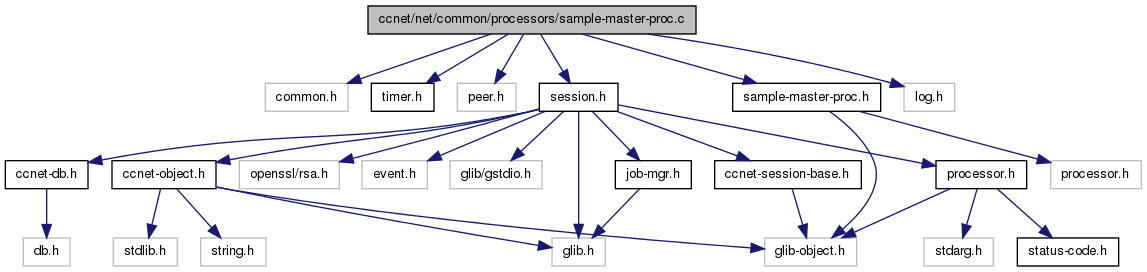 ccnet/net/common/processors/sample-master-proc.c
common.h
timer.h
peer.h
session.h
sample-master-proc.h
log.h
ccnet-db.h
ccnet-object.h
openssl/rsa.h
event.h
glib/gstdio.h
job-mgr.h
ccnet-session-base.h
processor.h
processor.h
db.h
stdlib.h
string.h
glib.h
glib-object.h
stdarg.h
status-code.h